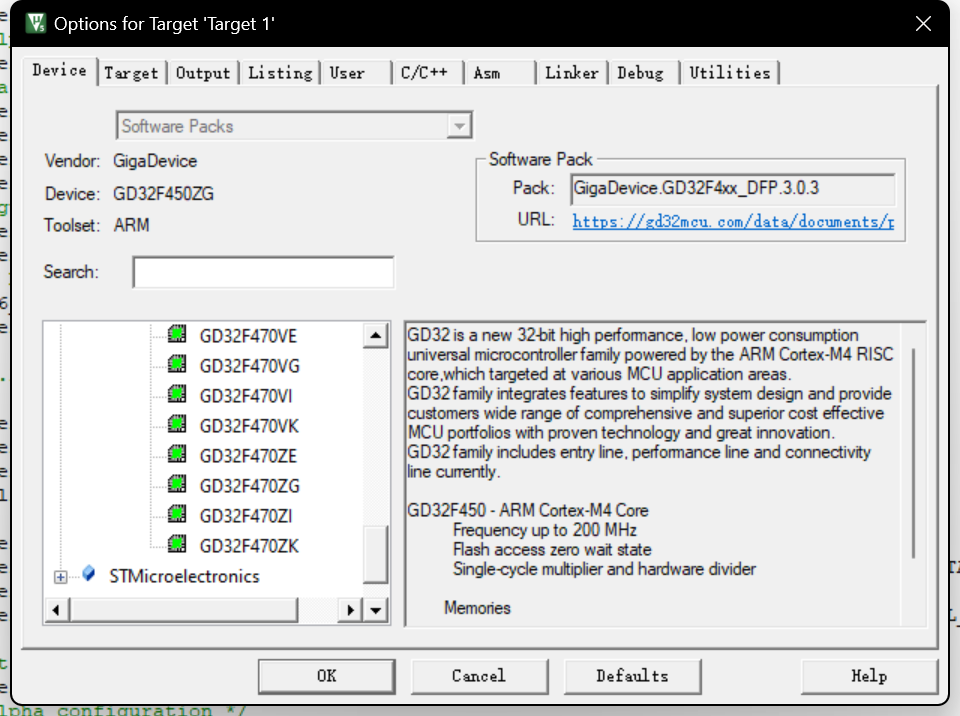 Options for Target 'Target 1'
Device Target Output Listing User C/C++ Asm Linker Debug Utilities
Software Packs
Vendor: GigaDevice
Device: GD32F450ZG
Toolset: ARM
Software Pack
Pack: GigaDevice.GD32F4xx_DFP.3.0.3
URL: https://gd32mcu.com/data/documents/p
Search:
GD32F470VE
GD32F470VG
GD32F470VI
GD32F470VK
GD32F470ZE
GD32F470ZG
GD32F470ZI
GD32F470ZK
STMicroelectronics
GD32 is a new 32-bit high performance, low power consumption
universal microcontroller family powered by the ARM Cortex-M4 RISC
core,which targeted at various MCU application areas.
GD32 family integrates features to simplify system design and provide
customers wide range of comprehensive and superior cost effective
MCU portfolios with proven technology and great innovation.
GD32 family includes entry line, performance line and connectivity
line currently.
GD32F450 - ARM Cortex-M4 Core
Frequency up to 200 MHz
Flash access zero wait state
Single-cycle multiplier and hardware divider
Memories
OK Cancel Defaults Help
lpha configuration */